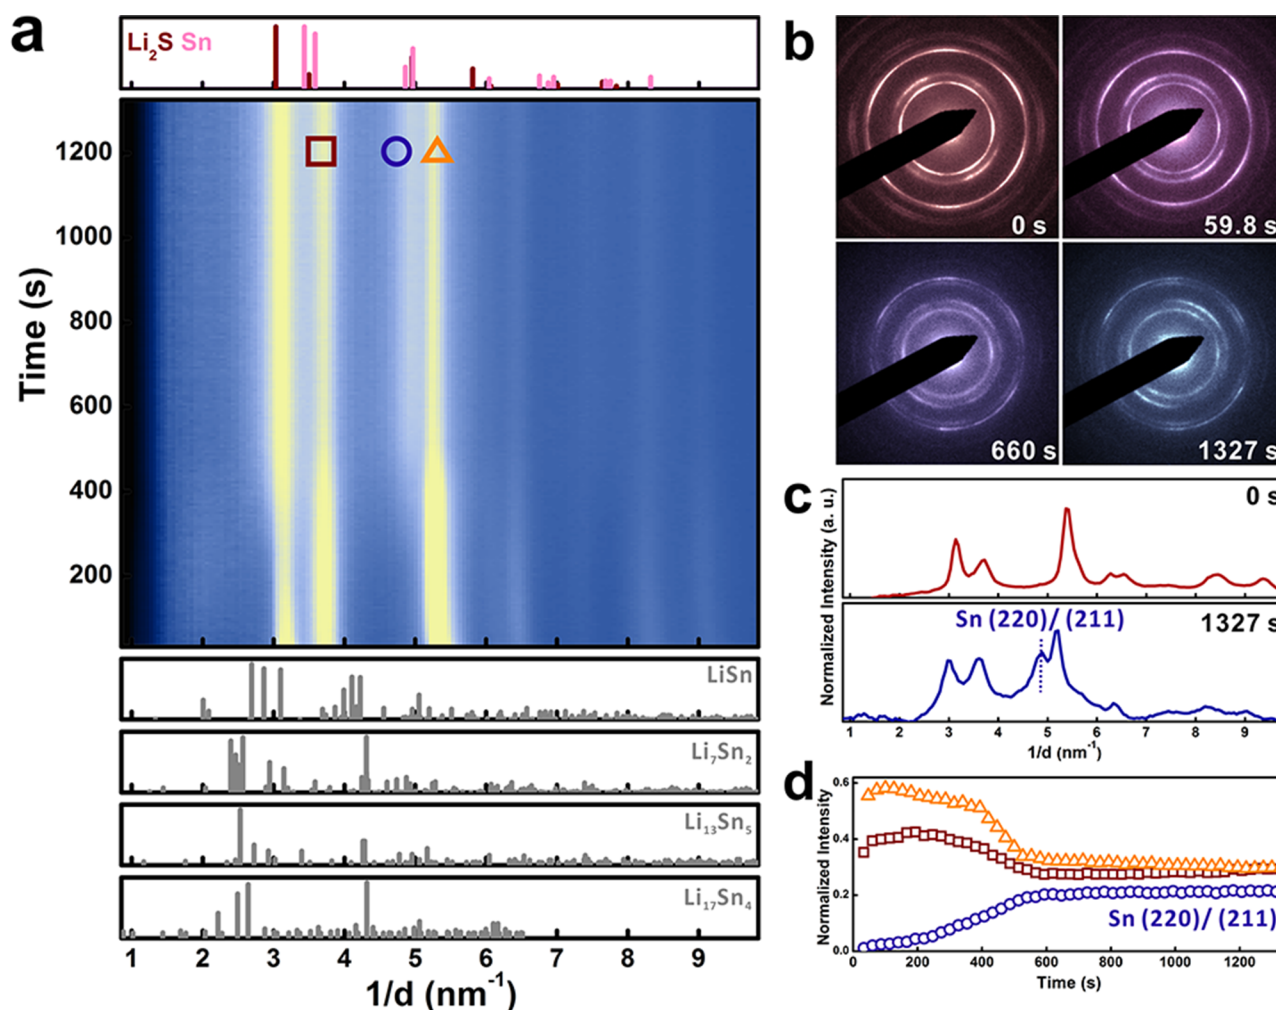 a
Li2S Sn
1200
1000
800
600
400
200
Time (s)
LiSn
Li7Sn2
Li13Sn5
Li17Sn4
1 2 3 4 5 6 7 8 9
1/d (nm-1)
b
0 s
59.8 s
660 s
1327 s
c
0 s
Sn (220)/ (211)
1327 s
Normalized Intensity (a. u.)
1 2 3 4 5 6 7 8 9
1/d (nm-1)
d
0.6
0.4
0.2
0.0
Normalized Intensity
Sn (220)/ (211)
0 200 400 600 800 1000 1200
Time (s)